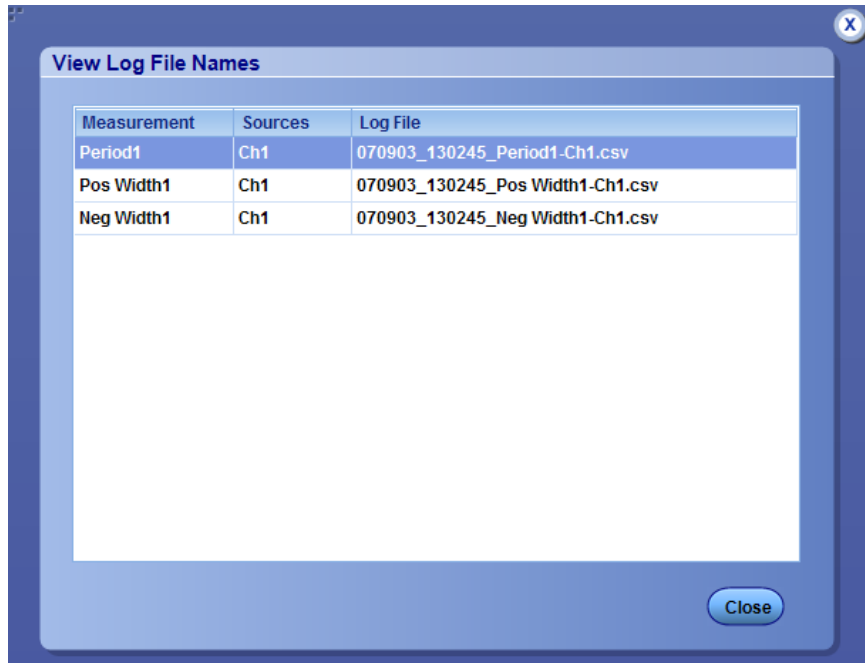 X
View Log File Names
Measurement Sources Log File
Period1 Ch1 070903_130245_Period1-Ch1.csv
Pos Width1 Ch1 070903_130245_Pos Width1-Ch1.csv
Neg Width1 Ch1 070903_130245_Neg Width1-Ch1.csv
Close